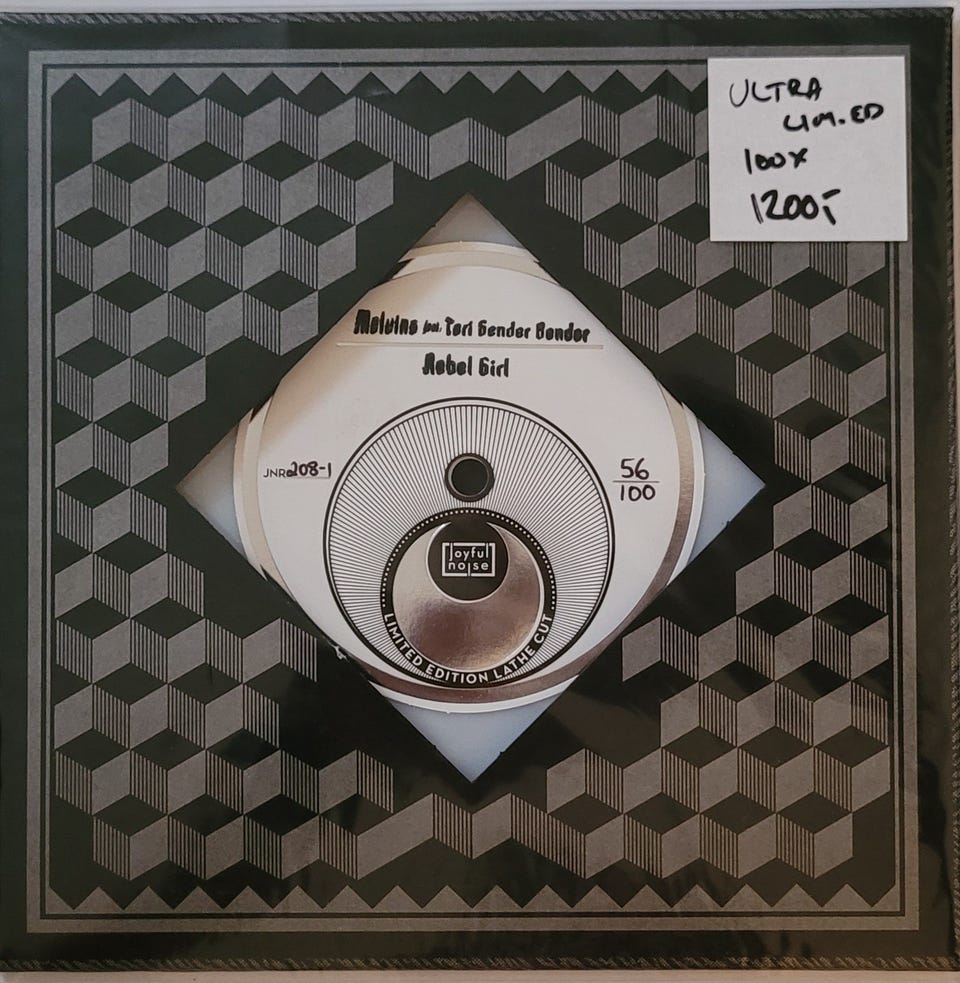 ULTRA
LIM.ED
100x
1200;-
Melvins feat. Teri Gender Bender
Rebel Girl
JNR208-1
56
100
joyful
noise
LIMITED EDITION LATHE CUT